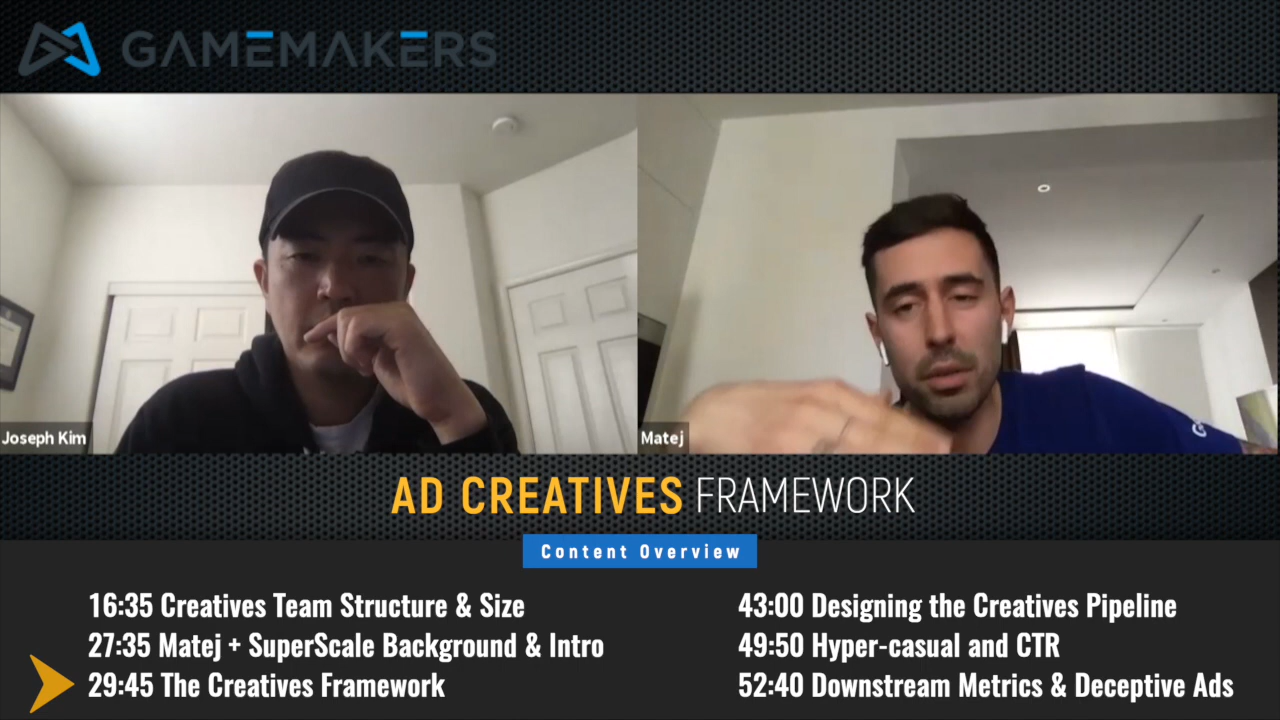 GAMEMAKERS
Joseph Kim
Matej
AD CREATIVES FRAMEWORK
Content Overview
16:35 Creatives Team Structure & Size
27:35 Matej + SuperScale Background & Intro
29:45 The Creatives Framework
43:00 Designing the Creatives Pipeline
49:50 Hyper-casual and CTR
52:40 Downstream Metrics & Deceptive Ads